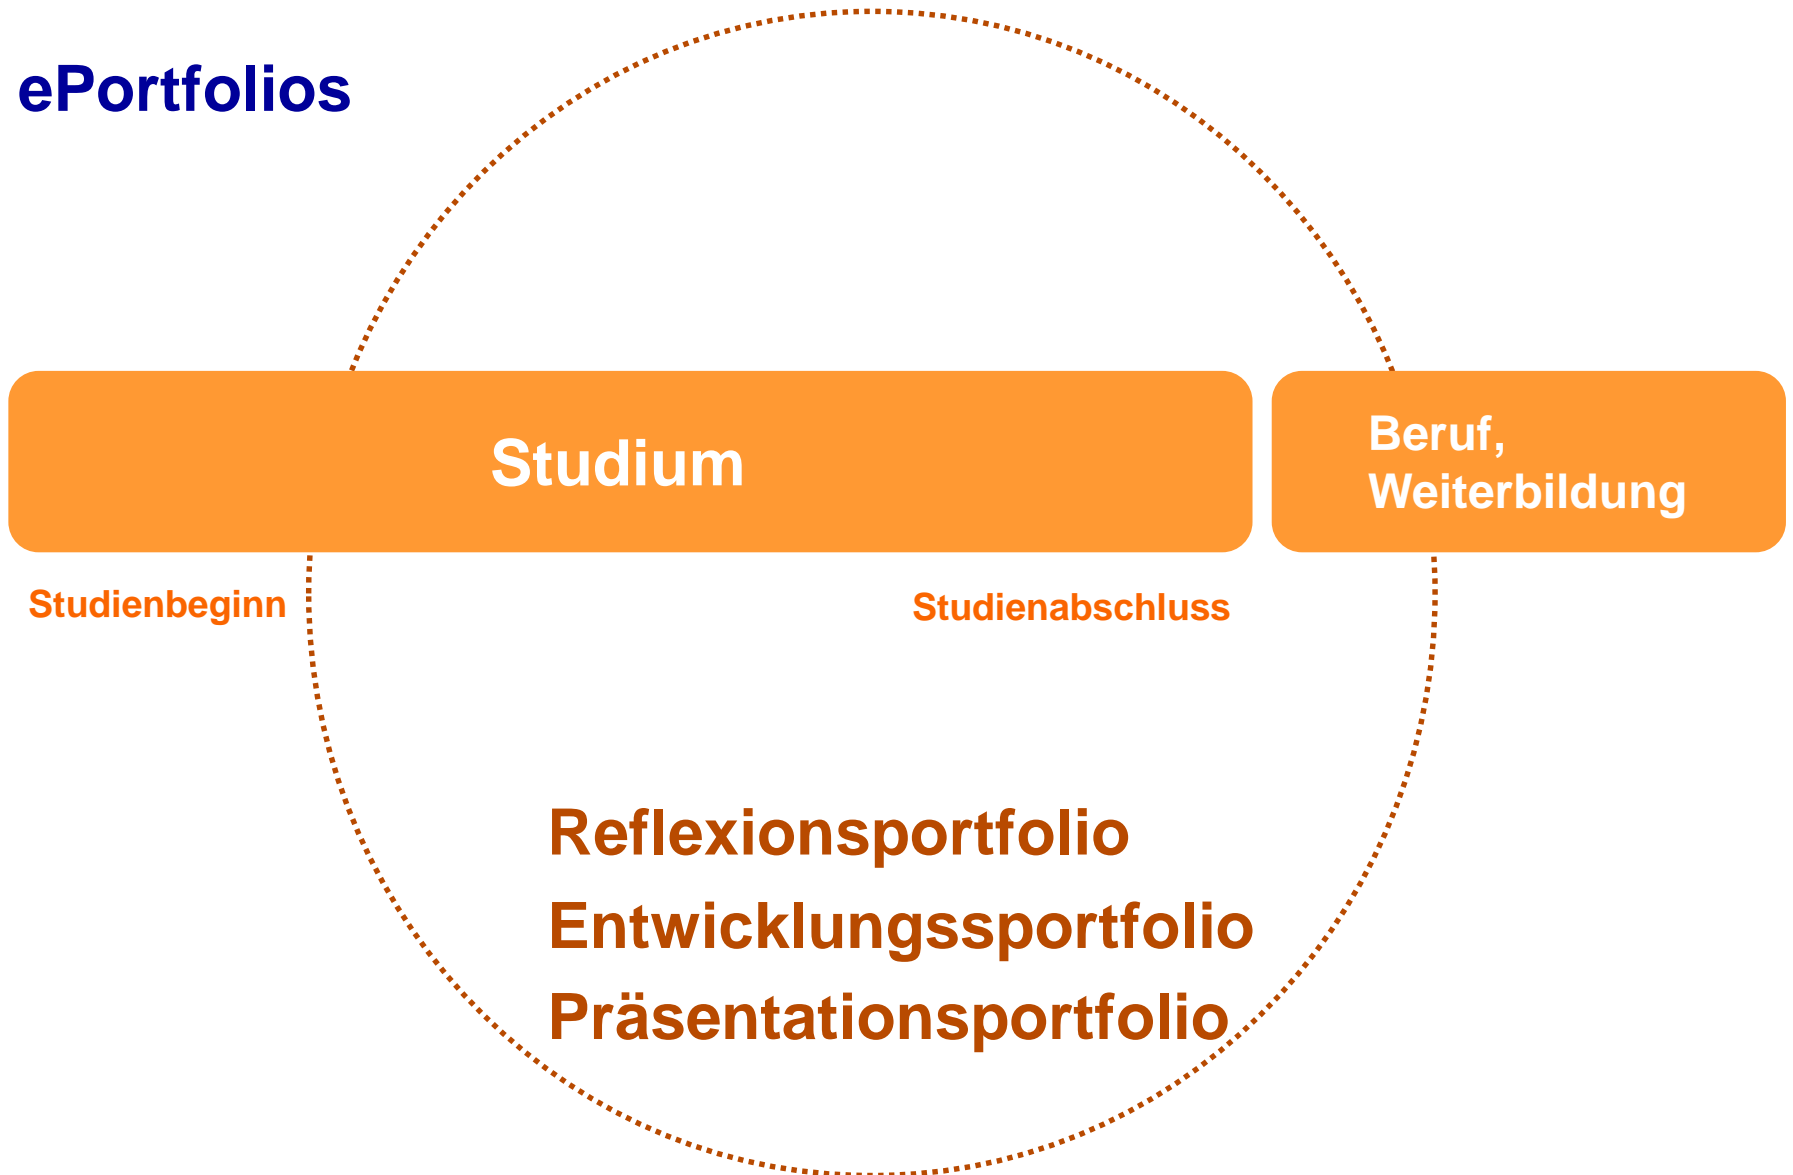 ePortfolios
Studium
Beruf,
Weiterbildung
Studienbeginn
Studienabschluss
Reflexionsportfolio
Entwicklungssportfolio
Präsentationsportfolio